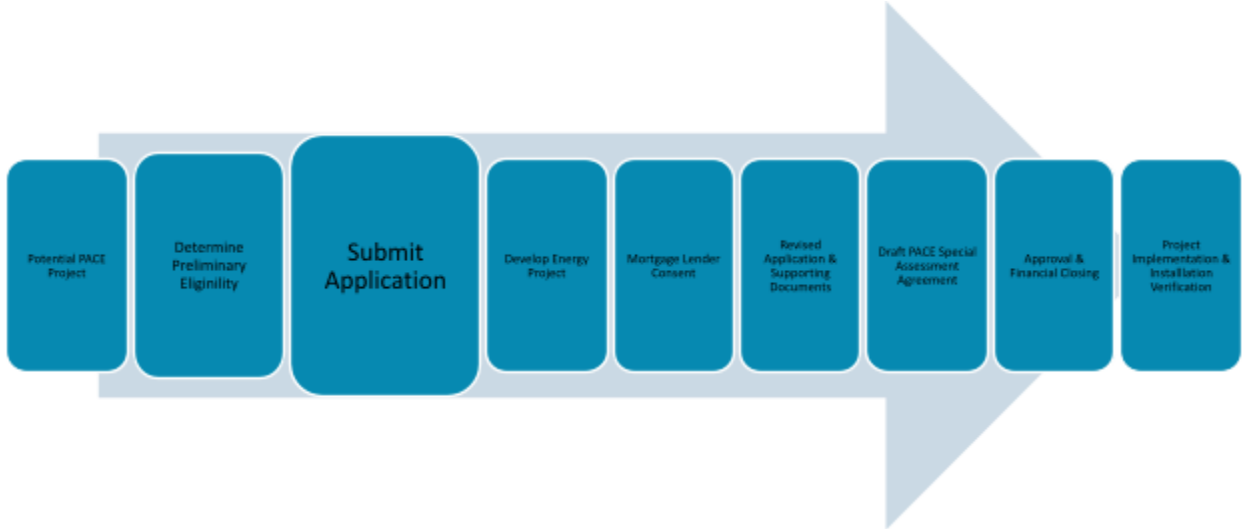 Potential PACE
Project
Determine
Preliminary
Eliginility
Submit
Application
Develop Energy
Project
Mortgage Lender
Consent
Revised
Application &
Supporting
Documents
Draft PACE Special
Assessment
Agreement
Approval &
Financial Closing
Project
Implementation &
Installlation
Verification